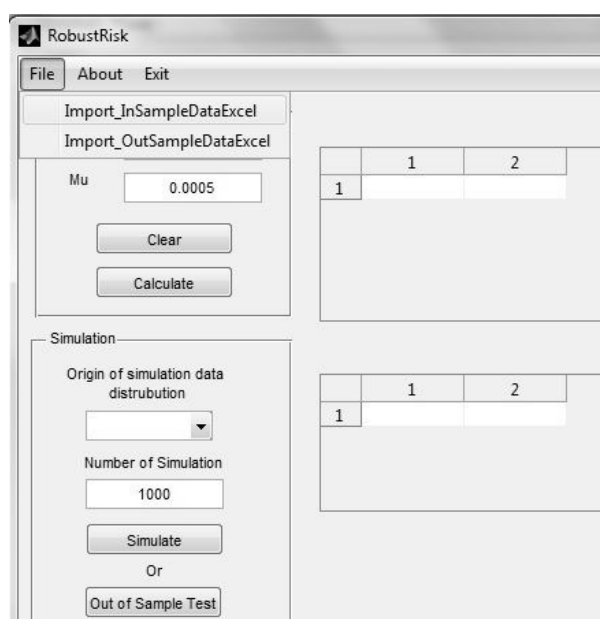 RobustRisk
File About Exit
Import_InSampleDataExcel
Import_OutSampleDataExcel
Mu
0.0005
Clear
Calculate
1 2
1
Simulation
Origin of simulation data
distrubution
Number of Simulation
1000
Simulate
Or
Out of Sample Test
1 2
1